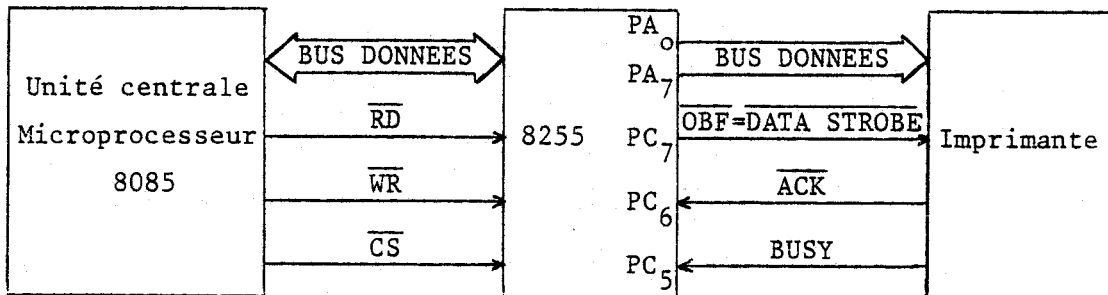 Unité centrale
Microprocesseur
8085
BUS DONNEES
RD
WR
CS
8255
PA0
PA7
PC7
PC6
PC5
BUS DONNEES
OBF=DATA STROBE
ACK
BUSY
Imprimante